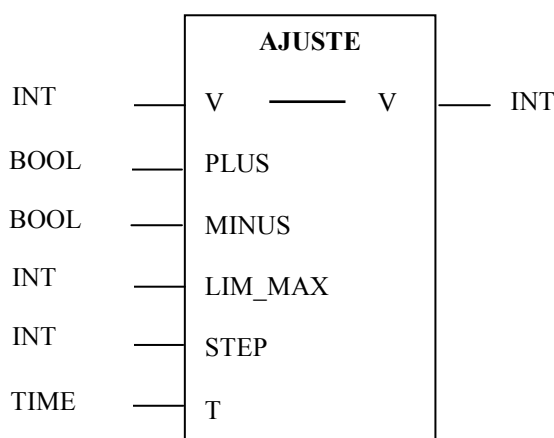 AJUSTE
INT V V INT
BOOL PLUS
BOOL MINUS
INT LIM_MAX
INT STEP
TIME T